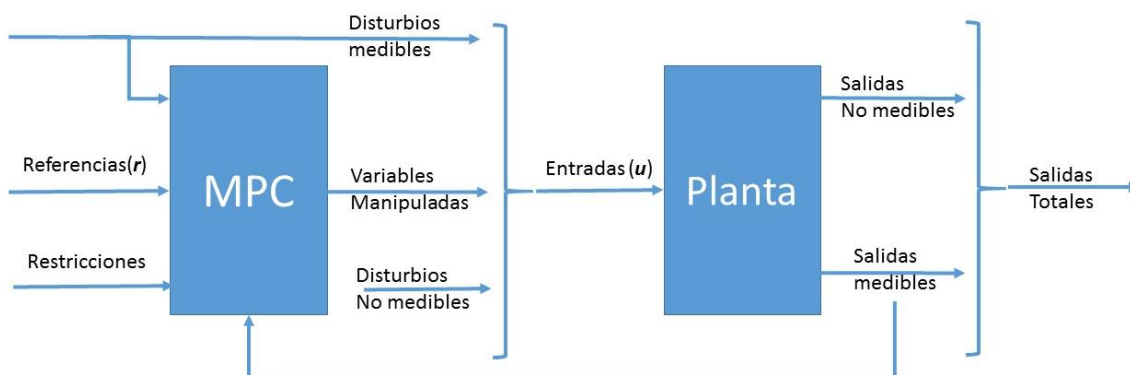 Disturbios
medibles
Salidas
No medibles
Referencias(r)
MPC
Variables
Manipuladas
Entradas (u)
Planta
Salidas
Totales
Restricciones
Disturbios
No medibles
Salidas
medibles